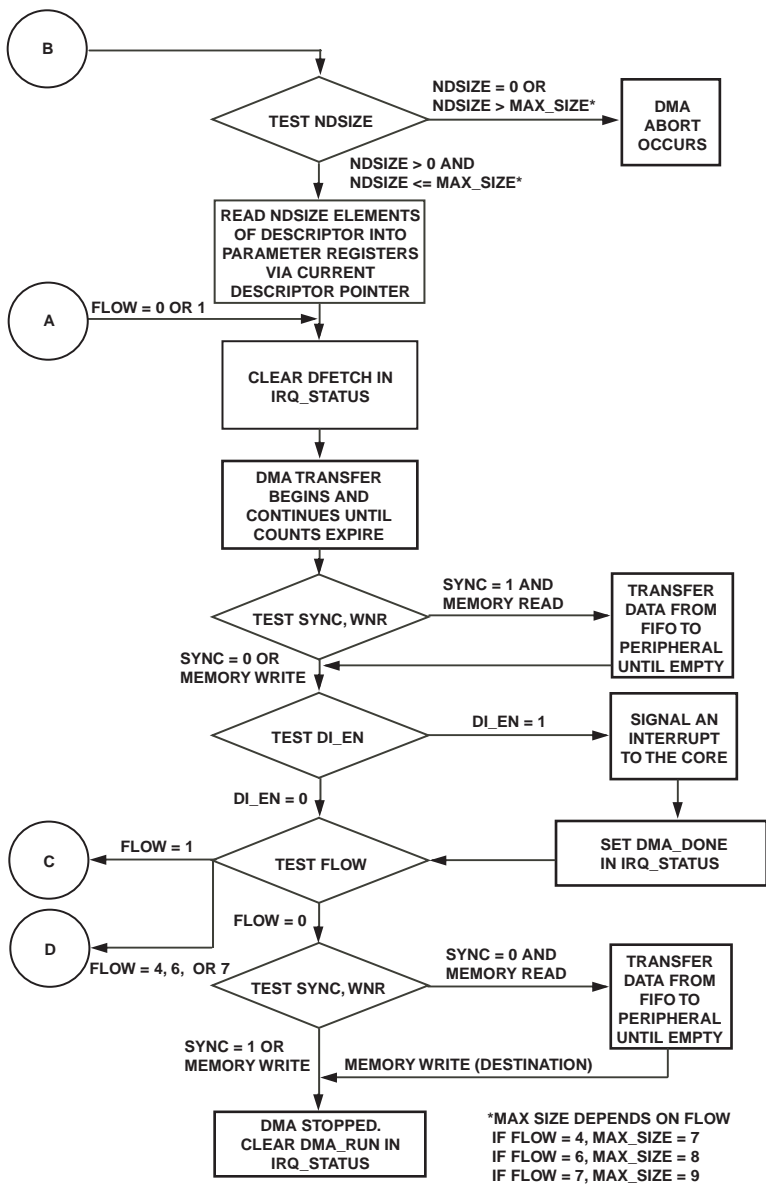 B
NDSIZE = 0 OR
NDSIZE > MAX_SIZE*
TEST NDSIZE
DMA
ABORT
OCCURS
NDSIZE > 0 AND
NDSIZE <= MAX_SIZE*
READ NDSIZE ELEMENTS
OF DESCRIPTOR INTO
PARAMETER REGISTERS
VIA CURRENT
DESCRIPTOR POINTER
A
FLOW = 0 OR 1
CLEAR DFETCH IN
IRQ_STATUS
DMA TRANSFER
BEGINS AND
CONTINUES UNTIL
COUNTS EXPIRE
TEST SYNC, WNR
SYNC = 1 AND
MEMORY READ
TRANSFER
DATA FROM
FIFO TO
PERIPHERAL
UNTIL EMPTY
SYNC = 0 OR
MEMORY WRITE
TEST DI_EN
DI_EN = 1
SIGNAL AN
INTERRUPT
TO THE CORE
DI_EN = 0
SET DMA_DONE
IN IRQ_STATUS
TEST FLOW
FLOW = 1
C
D
FLOW = 4, 6, OR 7
FLOW = 0
TEST SYNC, WNR
SYNC = 0 AND
MEMORY READ
TRANSFER
DATA FROM
FIFO TO
PERIPHERAL
UNTIL EMPTY
SYNC = 1 OR
MEMORY WRITE
MEMORY WRITE (DESTINATION)
DMA STOPPED.
CLEAR DMA_RUN IN
IRQ_STATUS
*MAX SIZE DEPENDS ON FLOW
IF FLOW = 4, MAX_SIZE = 7
IF FLOW = 6, MAX_SIZE = 8
IF FLOW = 7, MAX_SIZE = 9